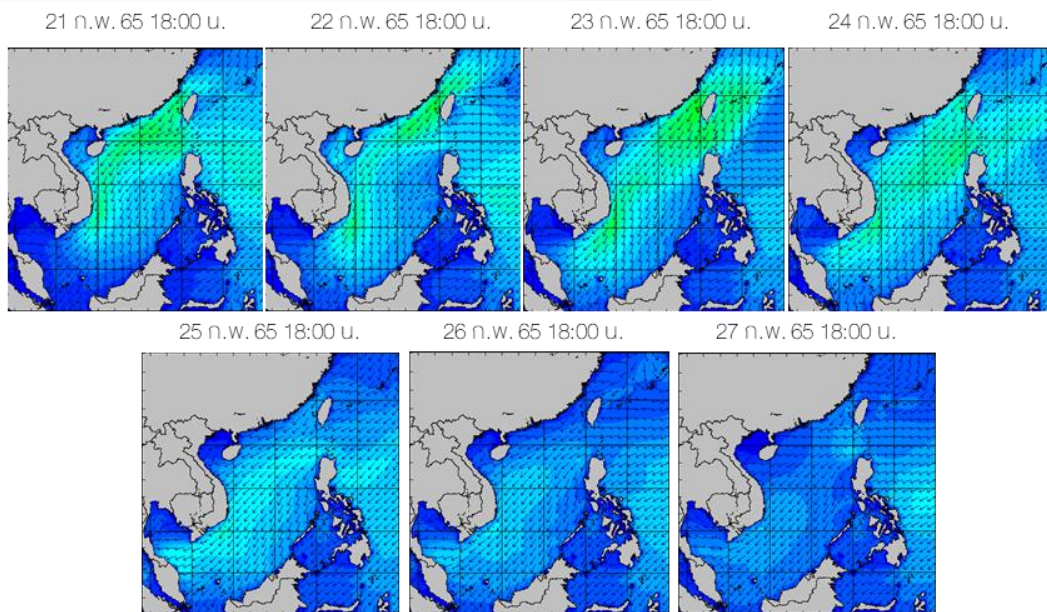 21 ก.พ. 65 18:00 น.
22 ก.พ. 65 18:00 น.
23 ก.พ. 65 18:00 น.
24 ก.พ. 65 18:00 น.
25 ก.พ. 65 18:00 น.
26 ก.พ. 65 18:00 น.
27 ก.พ. 65 18:00 น.